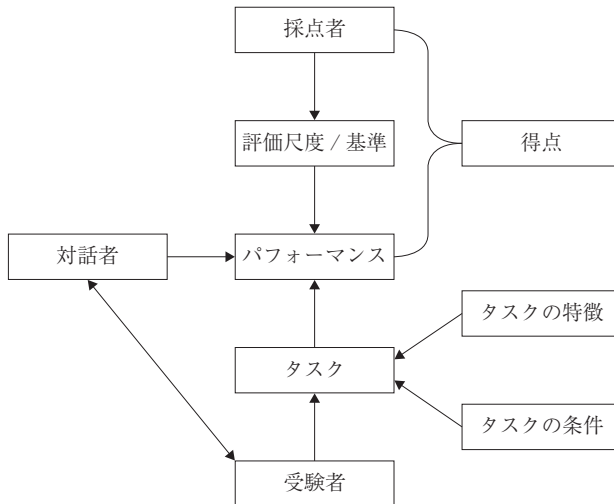 採点者
評価尺度 / 基準
得点
対話者
パフォーマンス
タスクの特徴
タスク
タスクの条件
受験者